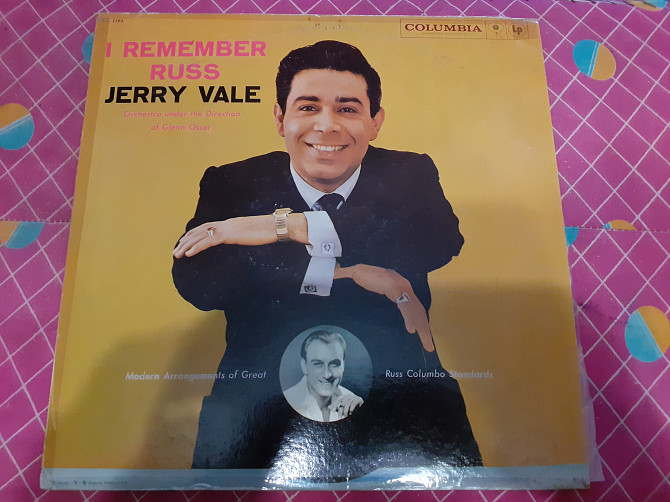 COLUMBIA
Lp
I REMEMBER
RUSS
JERRY VALE
Orchestra under the Direction
of Glenn Osser
Modern Arrangements of Great
Russ Columbo Standards